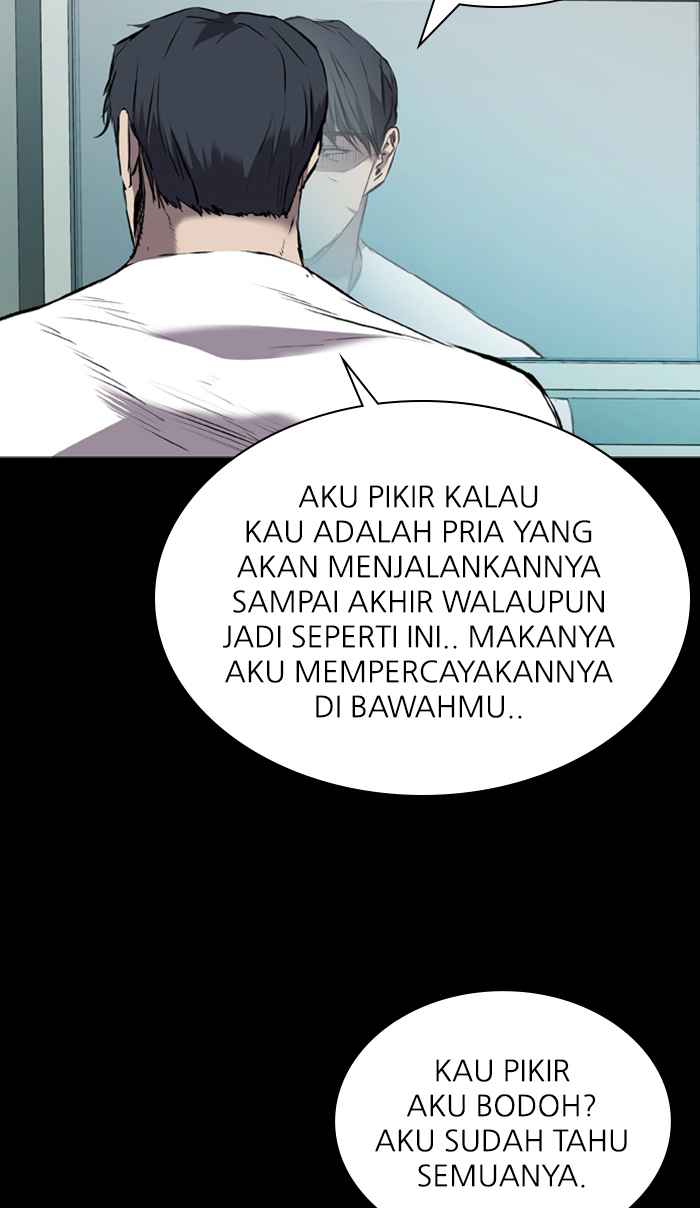 AKU PIKIR KALAU
KAU ADALAH PRIA YANG
AKAN MENJALANKANNYA
SAMPAI AKHIR WALAUPUN
JADI SEPERTI INI.. MAKANYA
AKU MEMPERCAYAKANNYA
DI BAWAHMU..
KAU PIKIR
AKU BODOH?
AKU SUDAH TAHU
SEMUANYA.